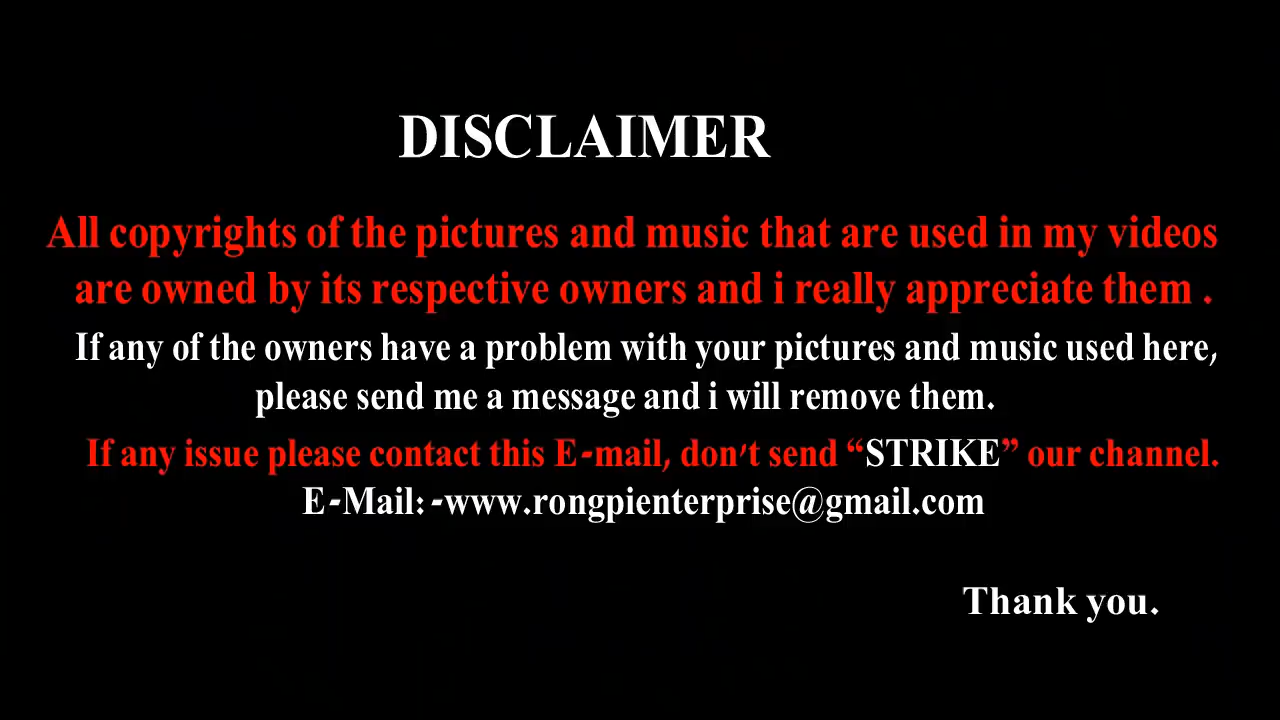 DISCLAIMER
All copyrights of the pictures and music that are used in my videos
are owned by its respective owners and i really appreciate them .
If any of the owners have a problem with your pictures and music used here,
please send me a message and i will remove them.
If any issue please contact this E-mail, don't send “STRIKE” our channel.
E-Mail:-www.rongpienterprise@gmail.com
Thank you.